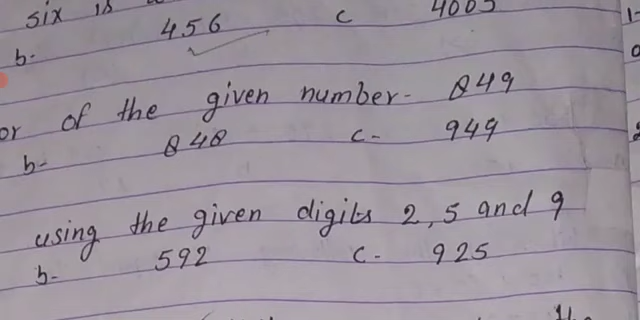 six is
b- 456 c 4005
or of the given number- 849
b- 848 c- 949
using the given digits 2, 5 and 9
b- 592 c- 925